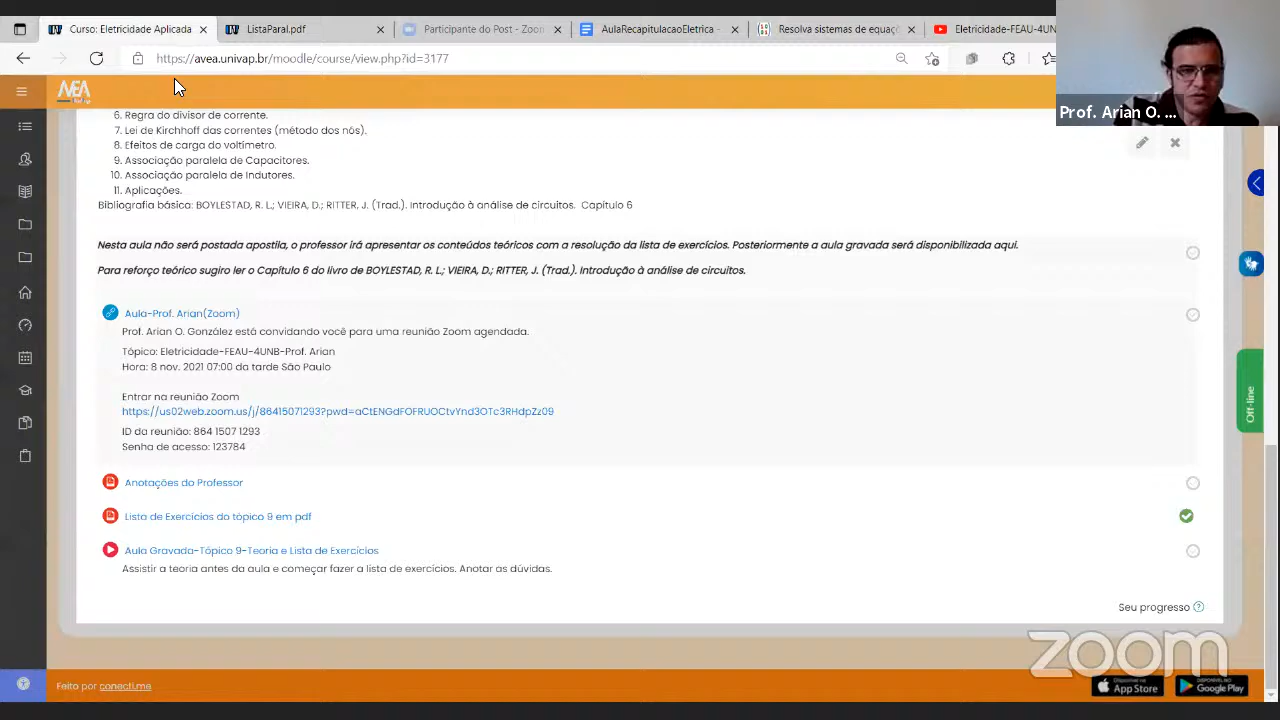 Curso: Eletricidade Aplicada
ListaParal.pdf
Participante do Post - Zoom
AulaRecapitulacaoEletrica -
Resolva sistemas de equaç
Eletricidade-FEAU-4UNB
https://avea.univap.br/moodle/course/view.php?id=3177
Prof. Arian O. ...
6. Regra do divisor de corrente.
7. Lei de Kirchhoff das correntes (método dos nós).
8. Efeitos de carga do voltímetro.
9. Associação paralela de Capacitores.
10. Associação paralela de Indutores.
11. Aplicações.
Bibliografia básica: BOYLESTAD, R. L.; VIEIRA, D.; RITTER, J. (Trad.). Introdução à análise de circuitos. Capítulo 6
Nesta aula não será postada apostila, o professor irá apresentar os conteúdos teóricos com a resolução da lista de exercícios. Posteriormente a aula gravada será disponibilizada aqui.
Para reforço teórico sugiro ler o Capítulo 6 do livro de BOYLESTAD, R. L.; VIEIRA, D.; RITTER, J. (Trad.). Introdução à análise de circuitos.
Aula-Prof. Arian(Zoom)
Prof. Arian O. González está convidando você para uma reunião Zoom agendada.
Tópico: Eletricidade-FEAU-4UNB-Prof. Arian
Hora: 8 nov. 2021 07:00 da tarde São Paulo
Entrar na reunião Zoom
https://us02web.zoom.us/j/86415071293?pwd=aCtENGdFOFRUOCtvYnd3OTc3RHdpZz09
ID da reunião: 864 1507 1293
Senha de acesso: 123784
Off-line
Anotações do Professor
Lista de Exercícios do tópico 9 em pdf
Aula Gravada-Tópico 9-Teoria e Lista de Exercícios
Assistir a teoria antes da aula e começar fazer a lista de exercícios. Anotar as dúvidas.
Seu progresso
zoom
Feito por conecti.me
App Store
Google Play